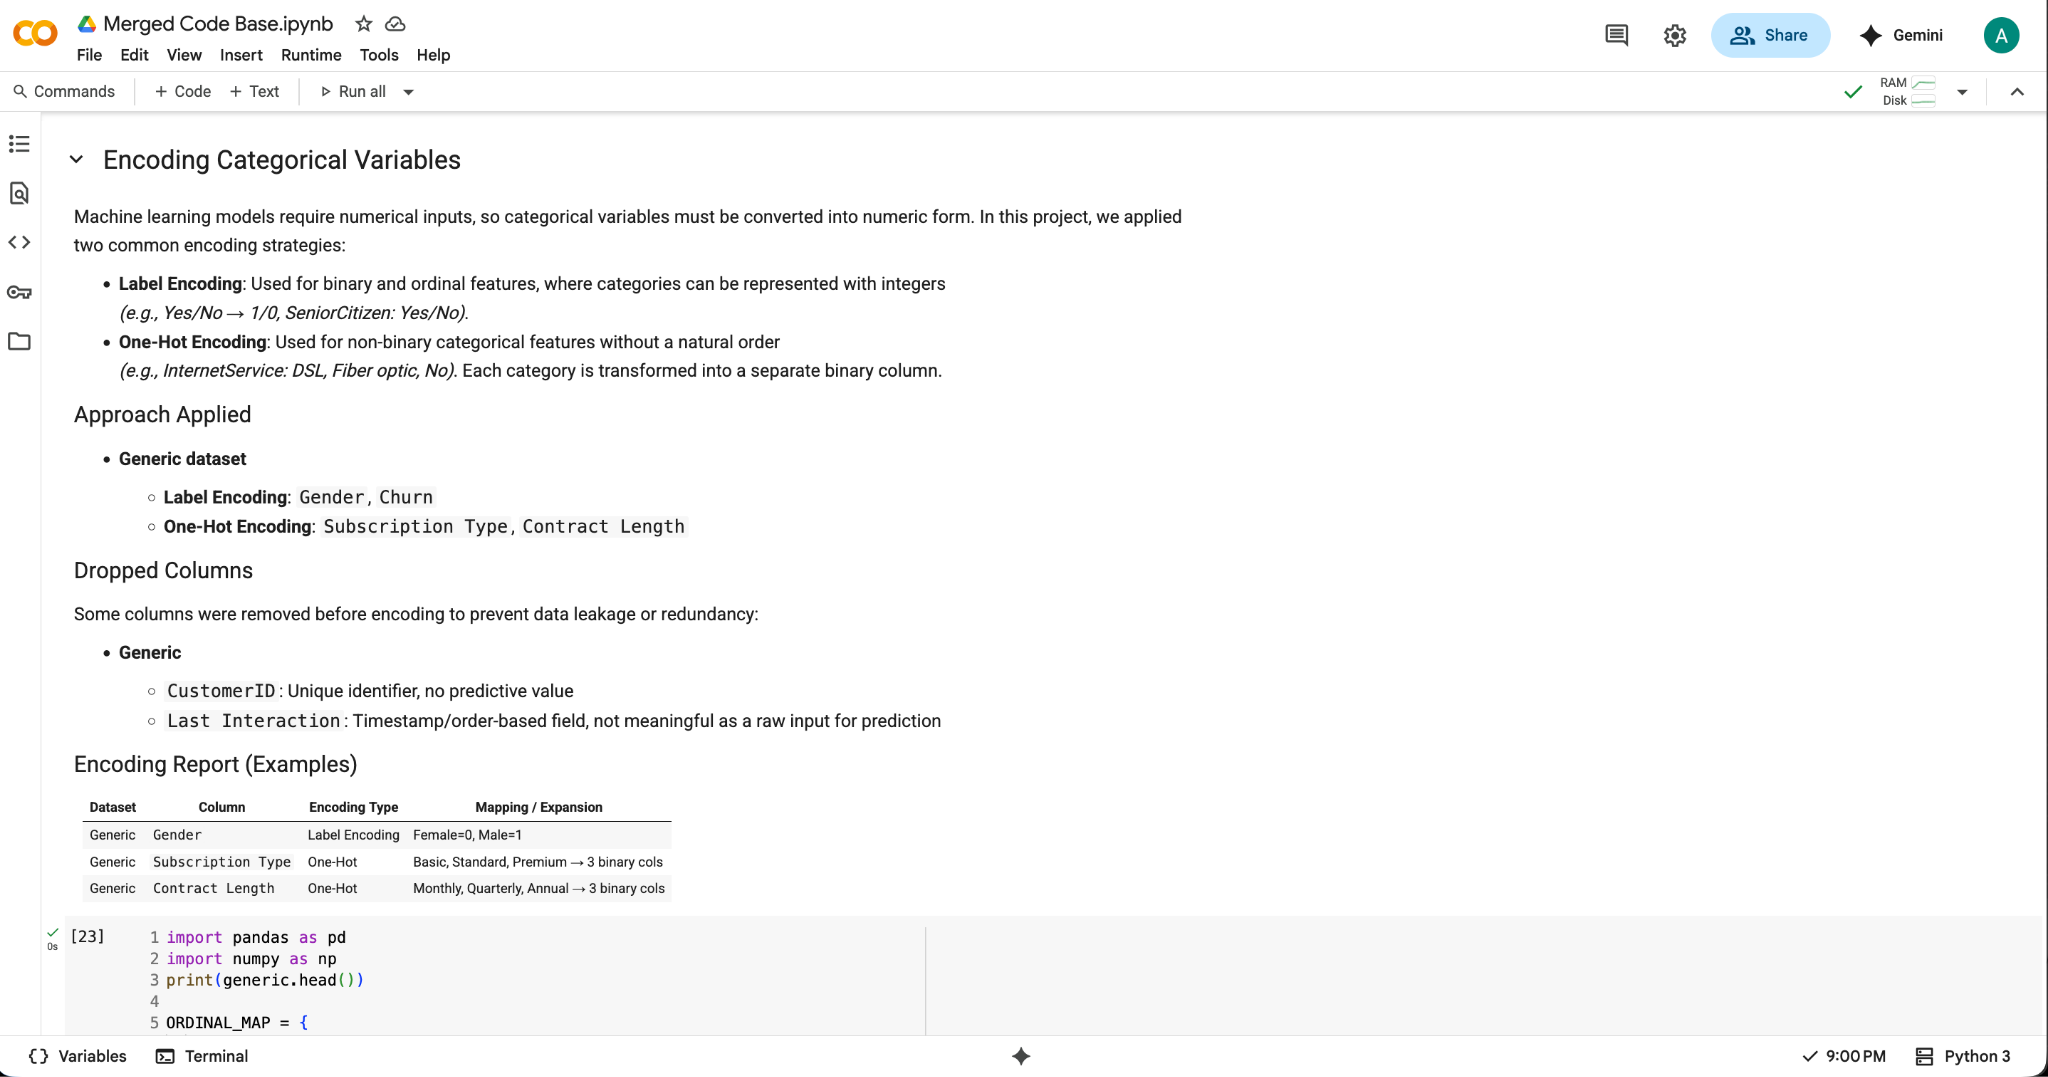 Merged Code Base.ipynb
File Edit View Insert Runtime Tools Help
Share
Gemini
A
Commands + Code + Text Run all
RAM
Disk
Encoding Categorical Variables
Machine learning models require numerical inputs, so categorical variables must be converted into numeric form. In this project, we applied
two common encoding strategies:
• Label Encoding: Used for binary and ordinal features, where categories can be represented with integers
(e.g., Yes/No → 1/0, SeniorCitizen: Yes/No).
• One-Hot Encoding: Used for non-binary categorical features without a natural order
(e.g., InternetService: DSL, Fiber optic, No). Each category is transformed into a separate binary column.
Approach Applied
• Generic dataset
◦ Label Encoding: Gender, Churn
◦ One-Hot Encoding: Subscription Type, Contract Length
Dropped Columns
Some columns were removed before encoding to prevent data leakage or redundancy:
• Generic
◦ CustomerID: Unique identifier, no predictive value
◦ Last Interaction: Timestamp/order-based field, not meaningful as a raw input for prediction
Encoding Report (Examples)
Dataset Column Encoding Type Mapping / Expansion
Generic Gender Label Encoding Female=0, Male=1
Generic Subscription Type One-Hot Basic, Standard, Premium → 3 binary cols
Generic Contract Length One-Hot Monthly, Quarterly, Annual → 3 binary cols
0s
[23]
1 import pandas as pd
2 import numpy as np
3 print(generic.head())
4
5 ORDINAL_MAP = {
{} Variables Terminal
9:00 PM Python 3